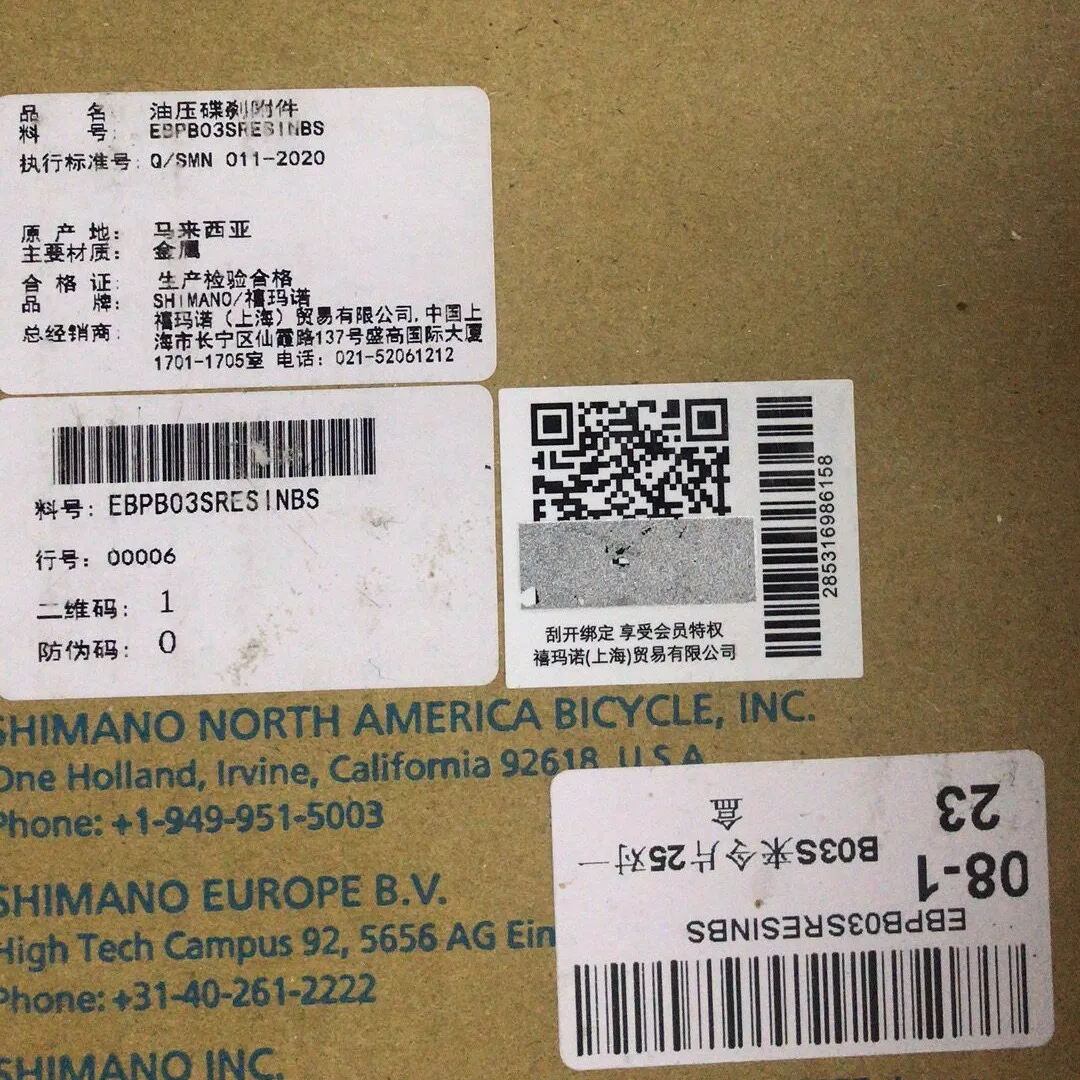 品 名: 油压碟刹附件
料 号: EBPB03SRESINBS
执行标准号: Q/SMN 011-2020
原 产 地: 马来西亚
主要材质: 金属
合 格 证: 生产检验合格
品 牌: SHIMANO/禧玛诺
总经销商: 禧玛诺(上海)贸易有限公司,中国上
海市长宁区仙霞路137号盛高国际大厦
1701-1705室 电话: 021-52061212
料号: EBPB03SRESINBS
行号: 00006
二维码: 1
防伪码: 0
刮开绑定 享受会员特权
禧玛诺(上海)贸易有限公司
285316986158
SHIMANO NORTH AMERICA BICYCLE, INC.
One Holland, Irvine, California 92618, U.S.A.
Phone: +1-949-951-5003
SHIMANO EUROPE B.V.
High Tech Campus 92, 5656 AG Ein
Phone: +31-40-261-2222
SHIMANO INC.
EBPB03SRESINBS
08-1
23
B03S来令片25对一
盒